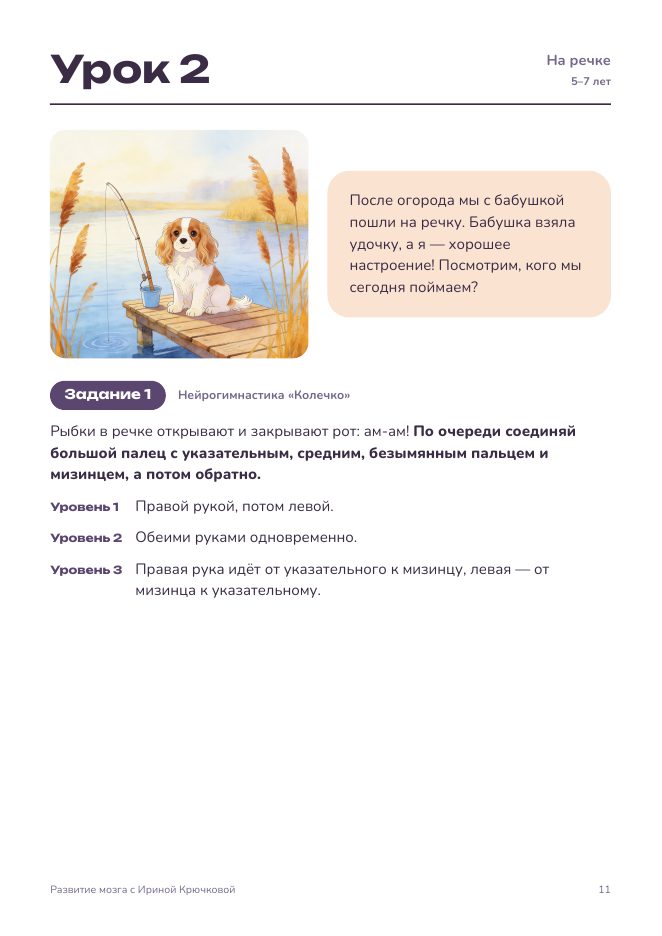 Урок 2
На речке
5–7 лет
После огорода мы с бабушкой
пошли на речку. Бабушка взяла
удочку, а я — хорошее
настроение! Посмотрим, кого мы
сегодня поймаем?
Задание 1
Нейрогимнастика «Колечко»
Рыбки в речке открывают и закрывают рот: ам-ам! По очереди соединяй
большой палец с указательным, средним, безымянным пальцем и
мизинцем, а потом обратно.
Уровень 1 Правой рукой, потом левой.
Уровень 2 Обеими руками одновременно.
Уровень 3 Правая рука идёт от указательного к мизинцу, левая — от
мизинца к указательному.
Развитие мозга с Ириной Крючковой
11